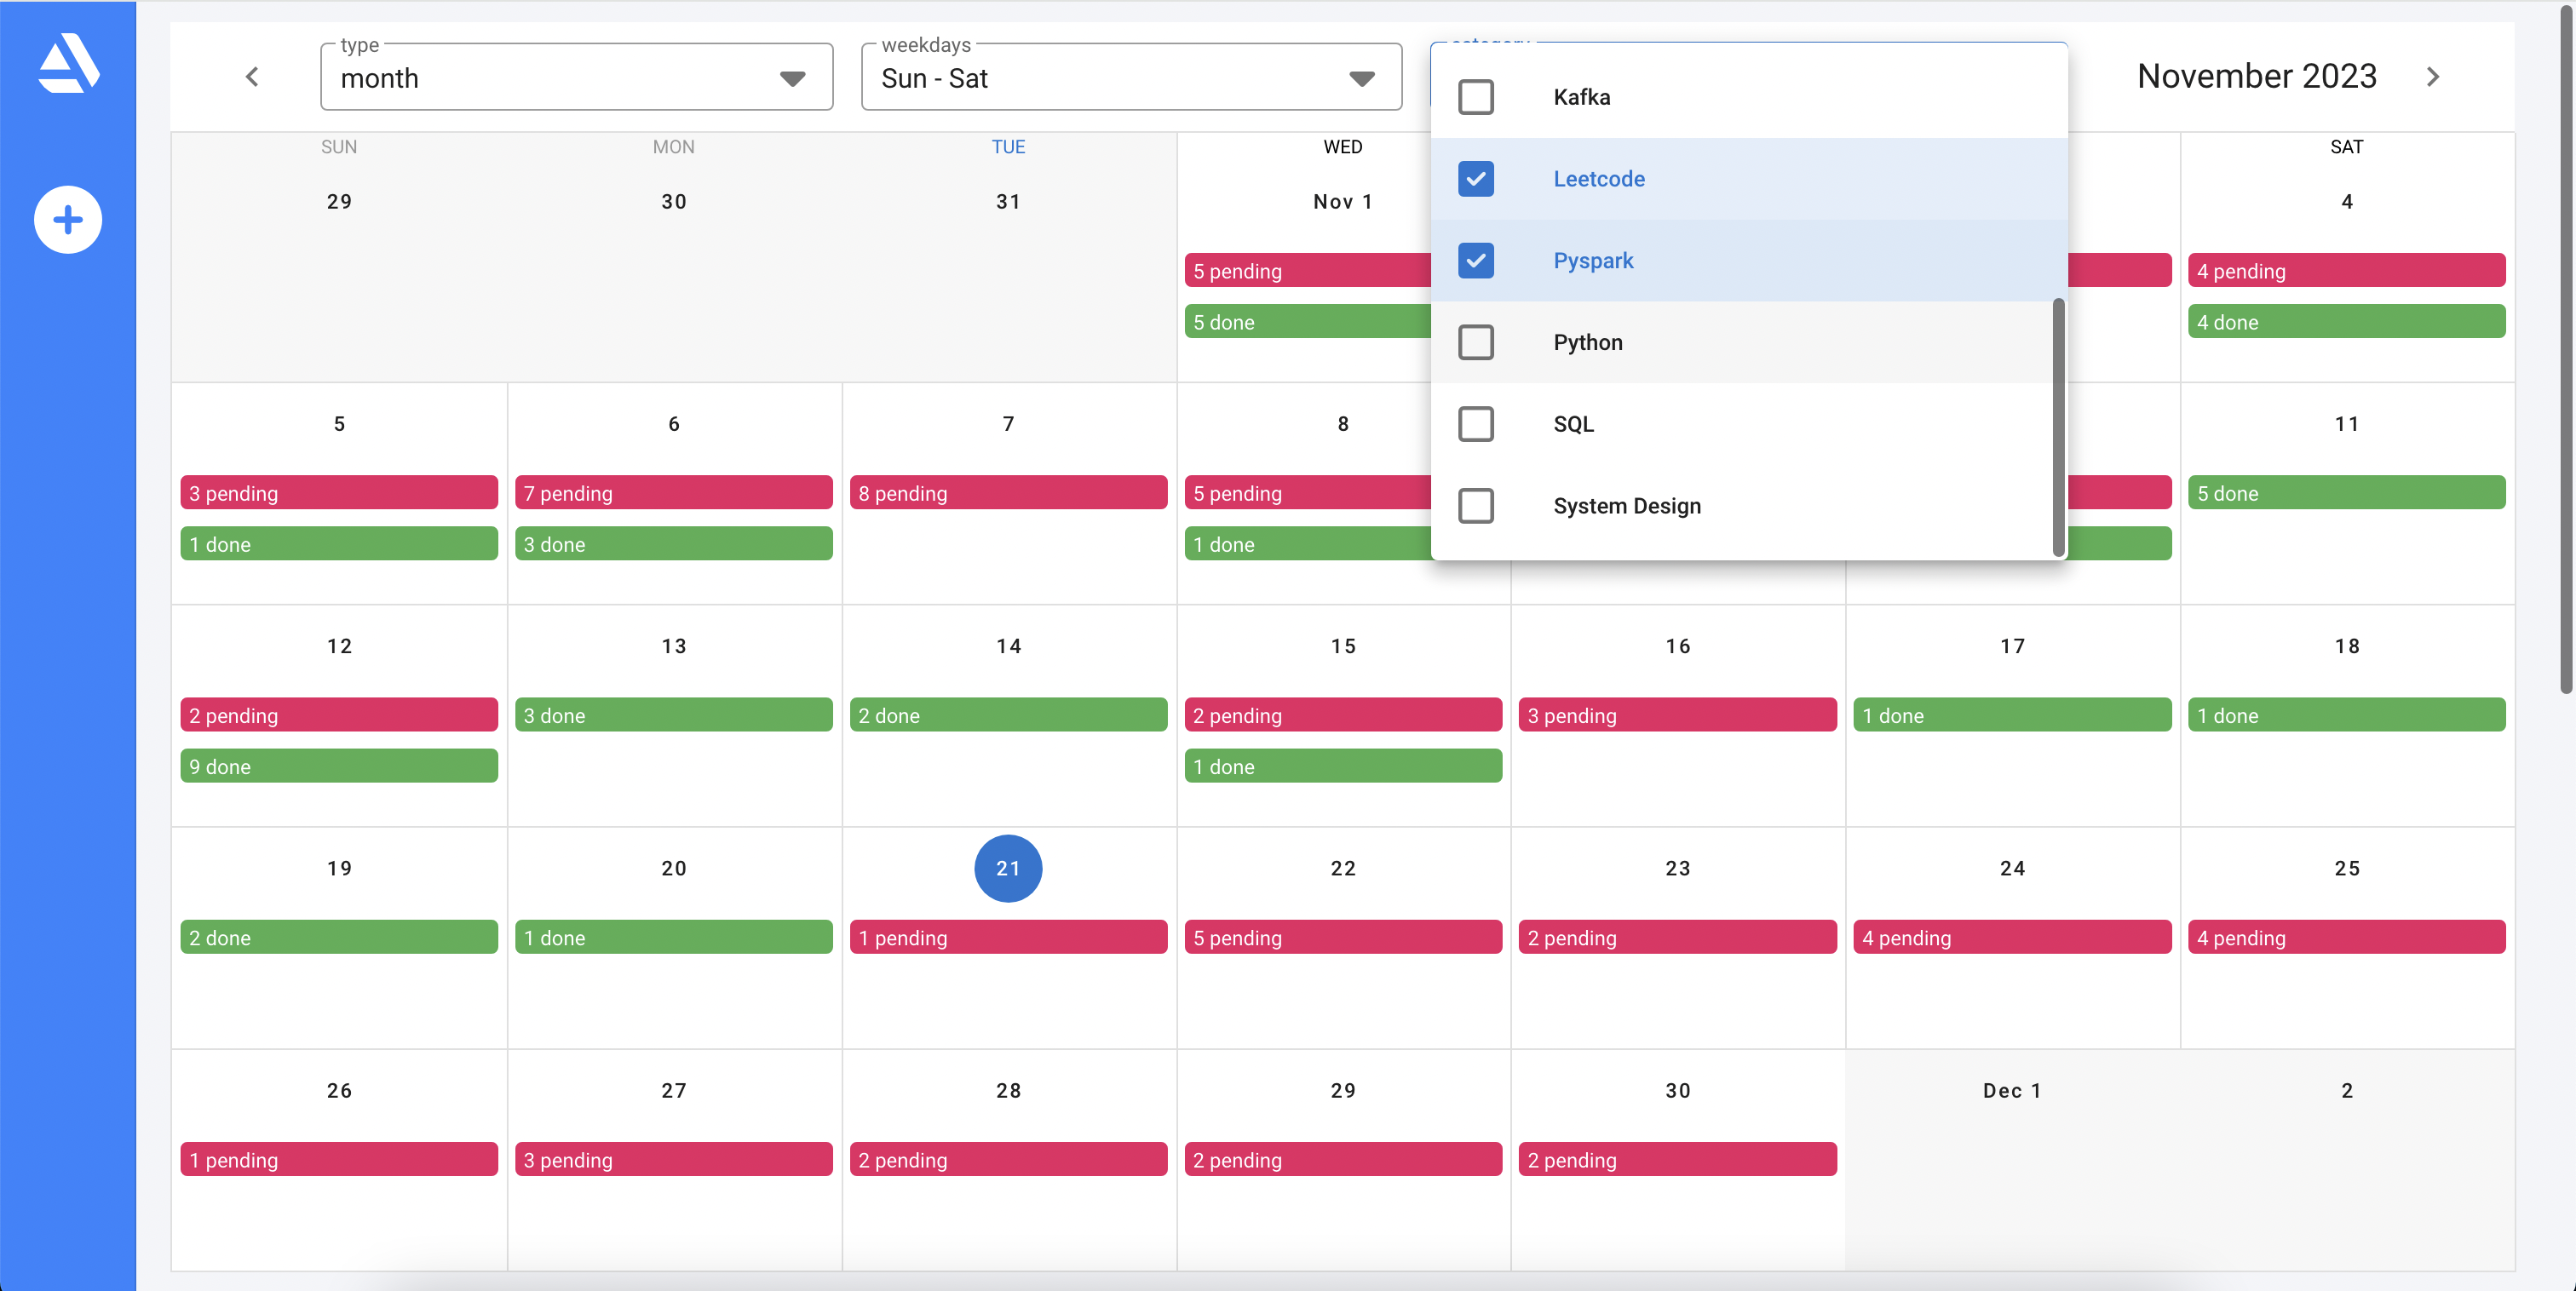 type
weekdays
category
month
Sun - Sat
November 2023
Kafka
Leetcode
Pyspark
Python
SQL
System Design
SUN MON TUE WED SAT
29 30 31 Nov 1 4
5 pending 4 pending
5 done 4 done
5 6 7 8 11
3 pending 7 pending 8 pending 5 pending 5 done
1 done 3 done 1 done
12 13 14 15 16 17 18
2 pending 3 done 2 done 2 pending 3 pending 1 done 1 done
9 done 1 done
19 20 21 22 23 24 25
2 done 1 done 1 pending 5 pending 2 pending 4 pending 4 pending
26 27 28 29 30 Dec 1 2
1 pending 3 pending 2 pending 2 pending 2 pending